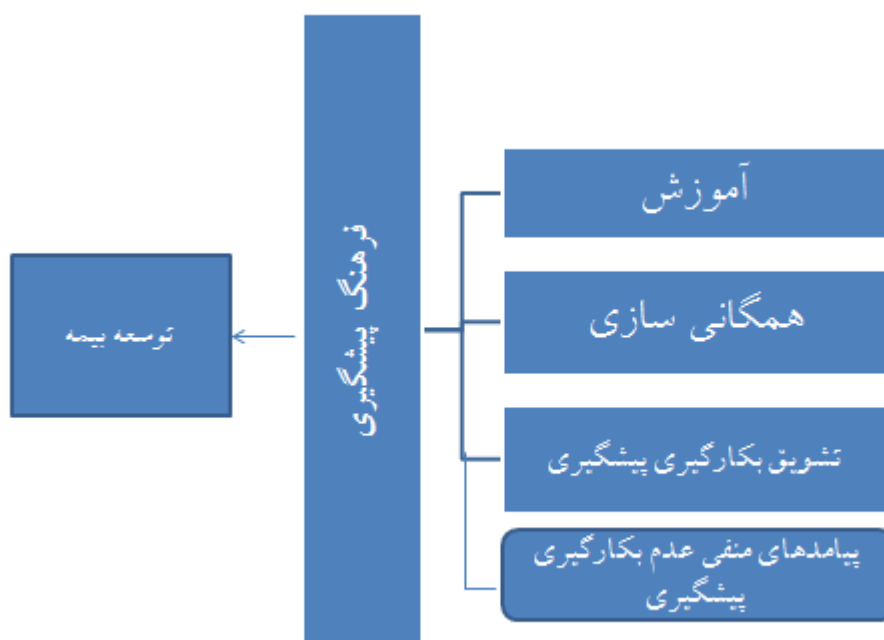 آموزش
همگانی سازی
تشویق بکارگیری پیشگیری
پیامدهای منفی عدم بکارگیری
پیشگیری
فرهنگ پیشگیری
توسعه بیمه